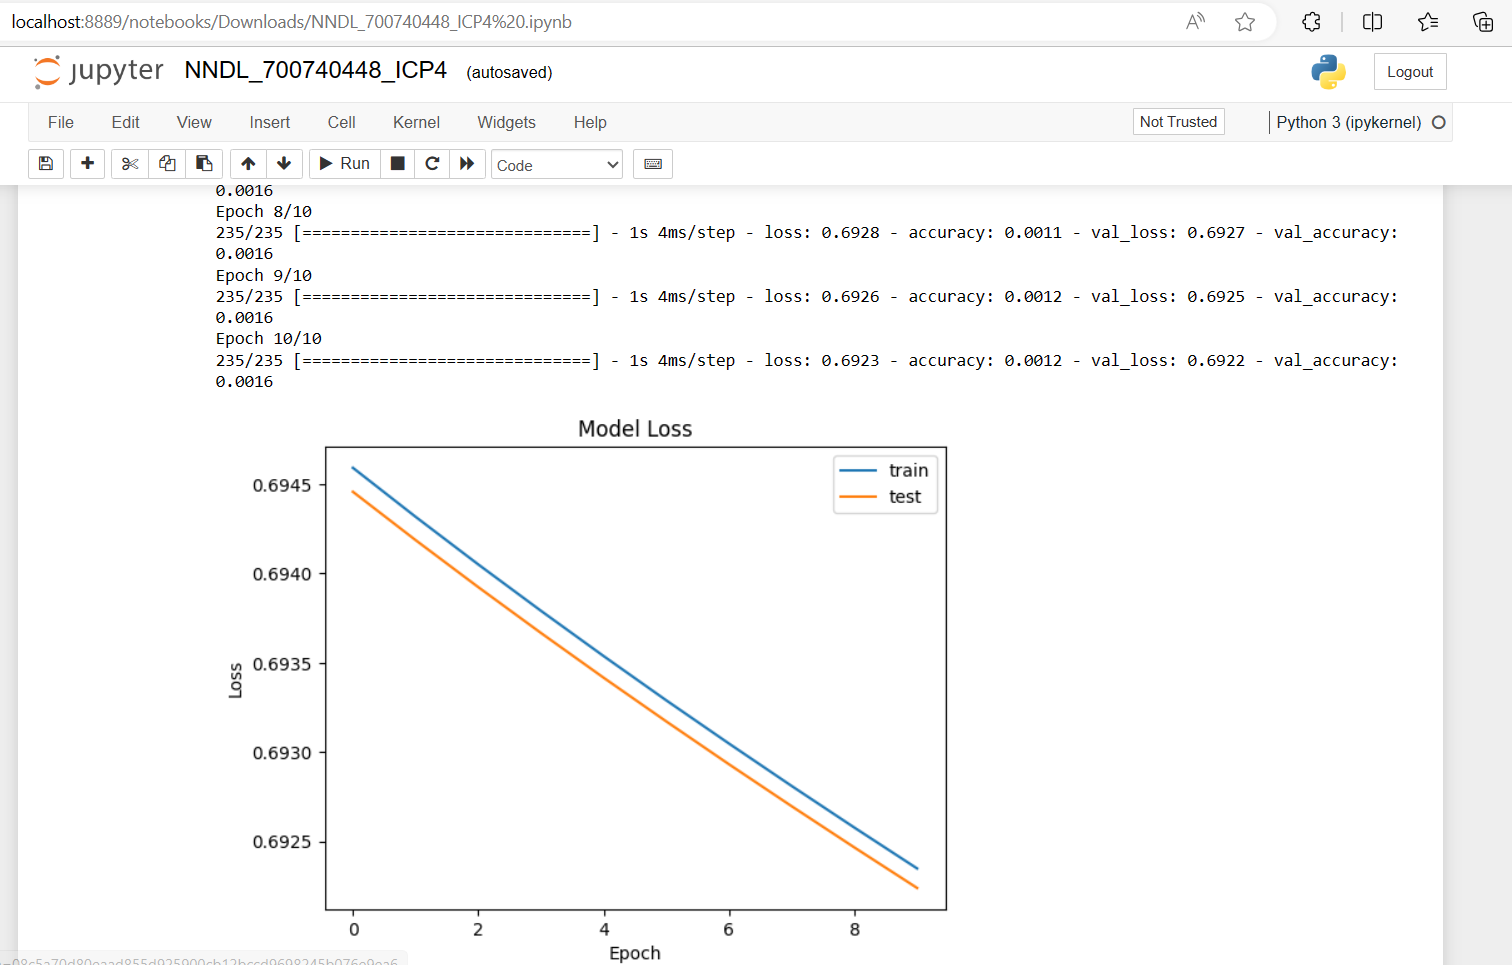 localhost:8889/notebooks/Downloads/NNDL_700740448_ICP4%20.ipynb
jupyter NNDL_700740448_ICP4 (autosaved)
Logout
File Edit View Insert Cell Kernel Widgets Help Not Trusted Python 3 (ipykernel)
Run Code
0.0016
Epoch 8/10
235/235 [==============================] - 1s 4ms/step - loss: 0.6928 - accuracy: 0.0011 - val_loss: 0.6927 - val_accuracy:
0.0016
Epoch 9/10
235/235 [==============================] - 1s 4ms/step - loss: 0.6926 - accuracy: 0.0012 - val_loss: 0.6925 - val_accuracy:
0.0016
Epoch 10/10
235/235 [==============================] - 1s 4ms/step - loss: 0.6923 - accuracy: 0.0012 - val_loss: 0.6922 - val_accuracy:
0.0016
Model Loss
train
test
0.6945
0.6940
0.6935
0.6930
0.6925
Loss
0 2 4 6 8
Epoch